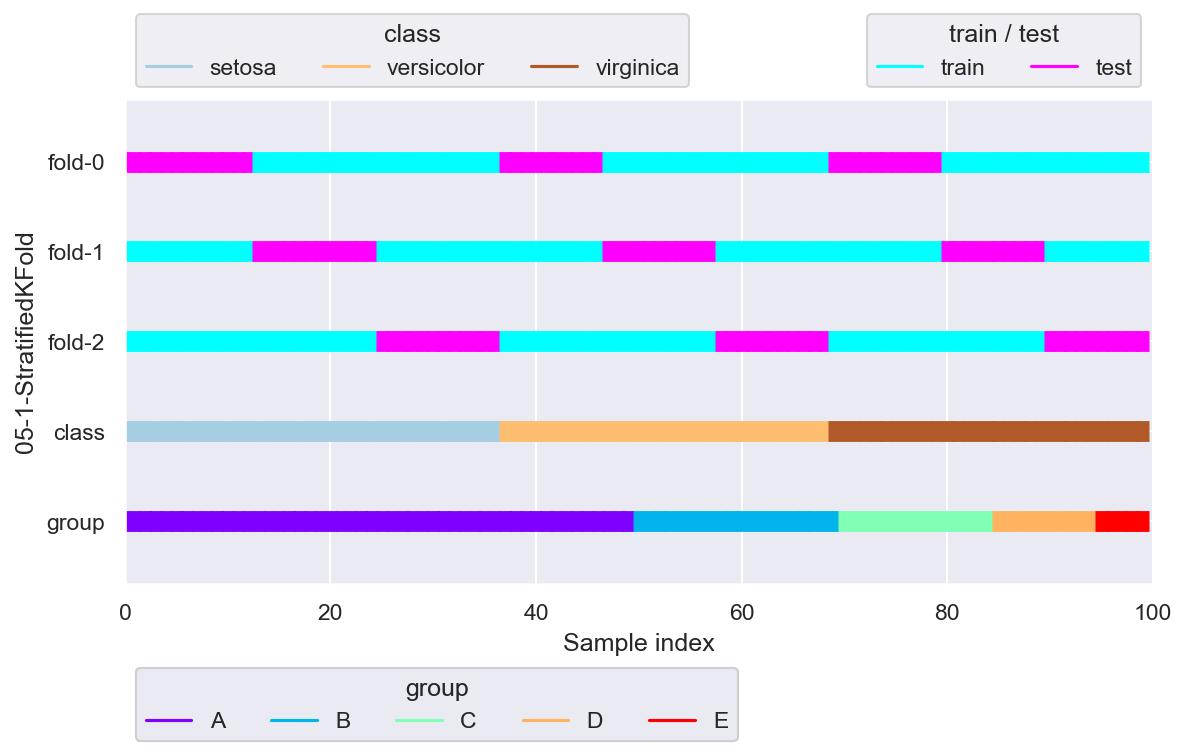 class
setosa versicolor virginica
train / test
train test
fold-0
fold-1
fold-2
class
group
05-1-StratifiedKFold
0 20 40 60 80 100
Sample index
group
A B C D E